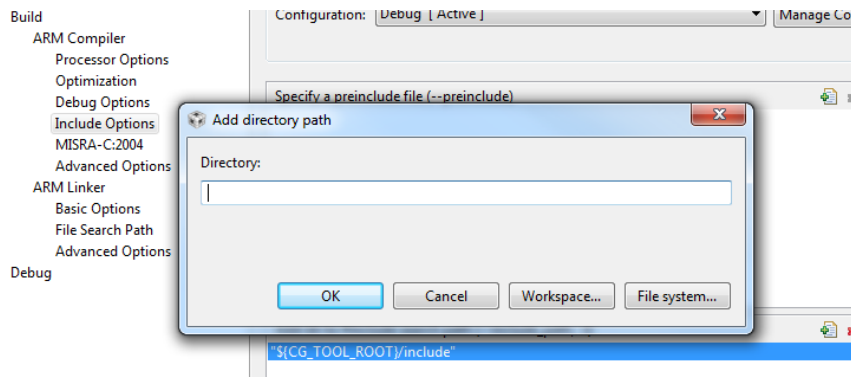 Build
ARM Compiler
Processor Options
Optimization
Debug Options
Include Options
MISRA-C:2004
Advanced Options
ARM Linker
Basic Options
File Search Path
Advanced Options
Debug
Configuration: Debug [ Active ]
Manage Co
Specify a preinclude file (--preinclude)
Add directory path
Directory:
OK
Cancel
Workspace...
File system...
"${CG_TOOL_ROOT}/include"